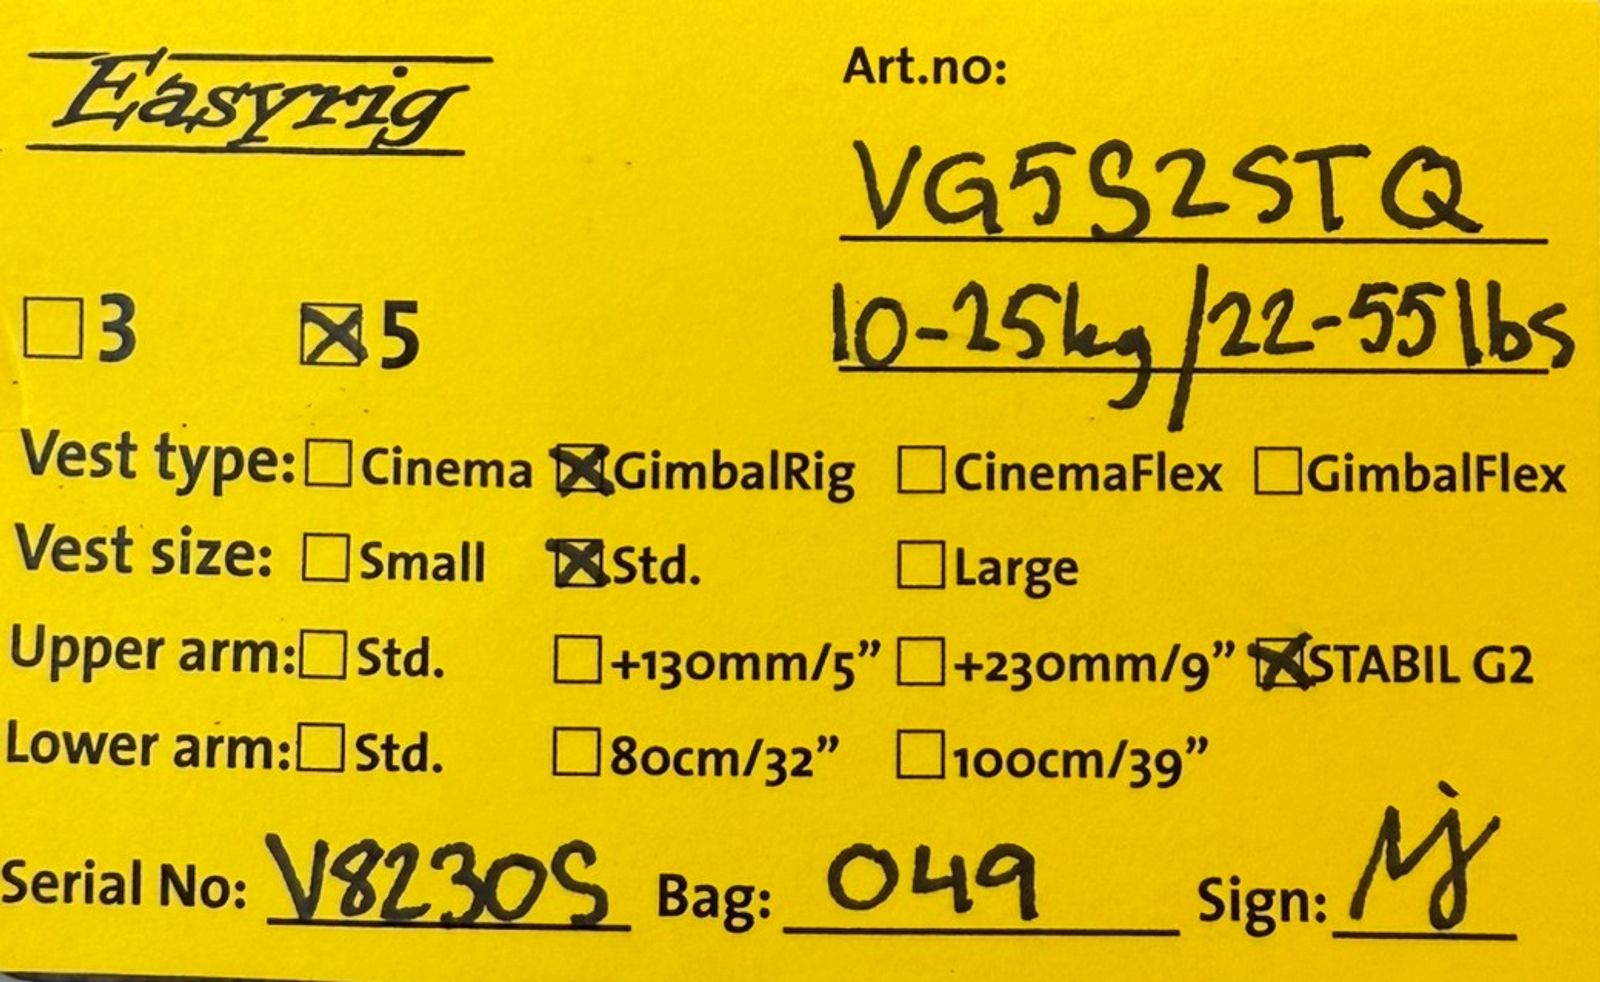 Easyrig
Art.no:
VG5S2STQ
10-25kg/22-55lbs
☐3 ☒5
Vest type: ☐Cinema ☒GimbalRig ☐CinemaFlex ☐GimbalFlex
Vest size: ☐Small ☒Std. ☐Large
Upper arm: ☐Std. ☐+130mm/5” ☐+230mm/9” ☒STABIL G2
Lower arm: ☐Std. ☐80cm/32” ☐100cm/39”
Serial No: V8230S Bag: 049 Sign: